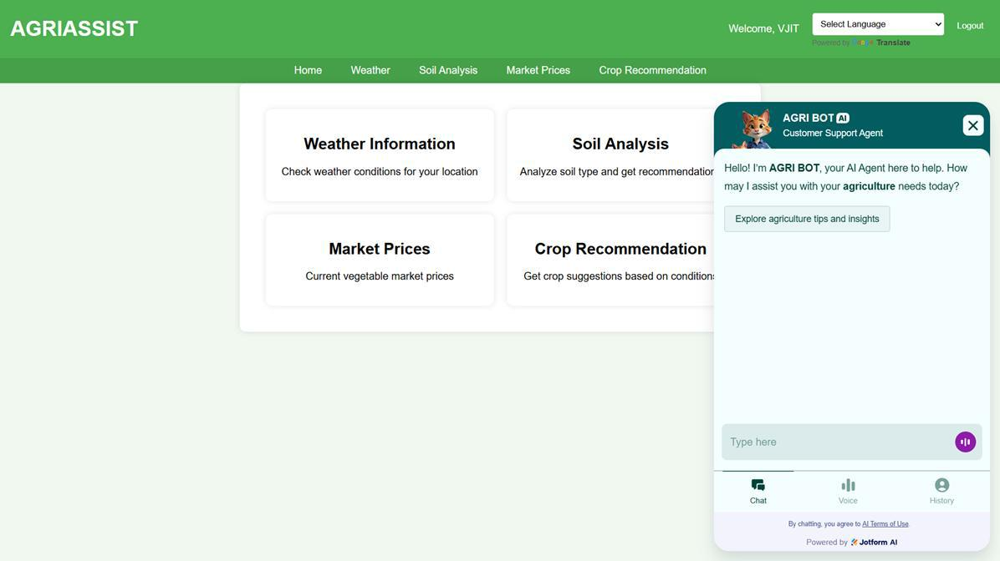 AGRIASSIST
Welcome, VJIT
Select Language
Logout
Powered by Google Translate
Home Weather Soil Analysis Market Prices Crop Recommendation
Weather Information
Check weather conditions for your location
Soil Analysis
Analyze soil type and get recommendation
Market Prices
Current vegetable market prices
Crop Recommendation
Get crop suggestions based on conditions
AGRI BOT AI
Customer Support Agent
Hello! I'm AGRI BOT, your AI Agent here to help. How
may I assist you with your agriculture needs today?
Explore agriculture tips and insights
Type here
Chat Voice History
By chatting, you agree to AI Terms of Use.
Powered by Jotform AI